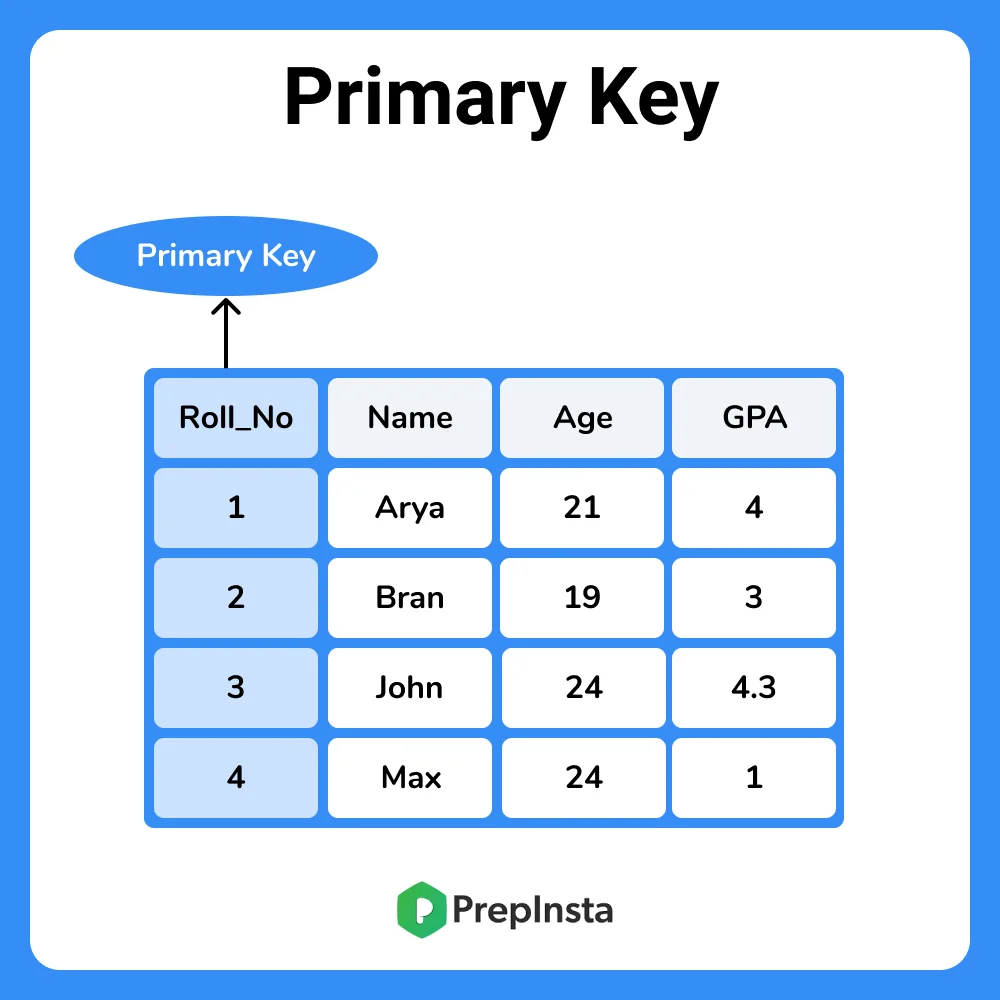 Primary Key
Primary Key
Roll_No Name Age GPA
1 Arya 21 4
2 Bran 19 3
3 John 24 4.3
4 Max 24 1
PrepInsta